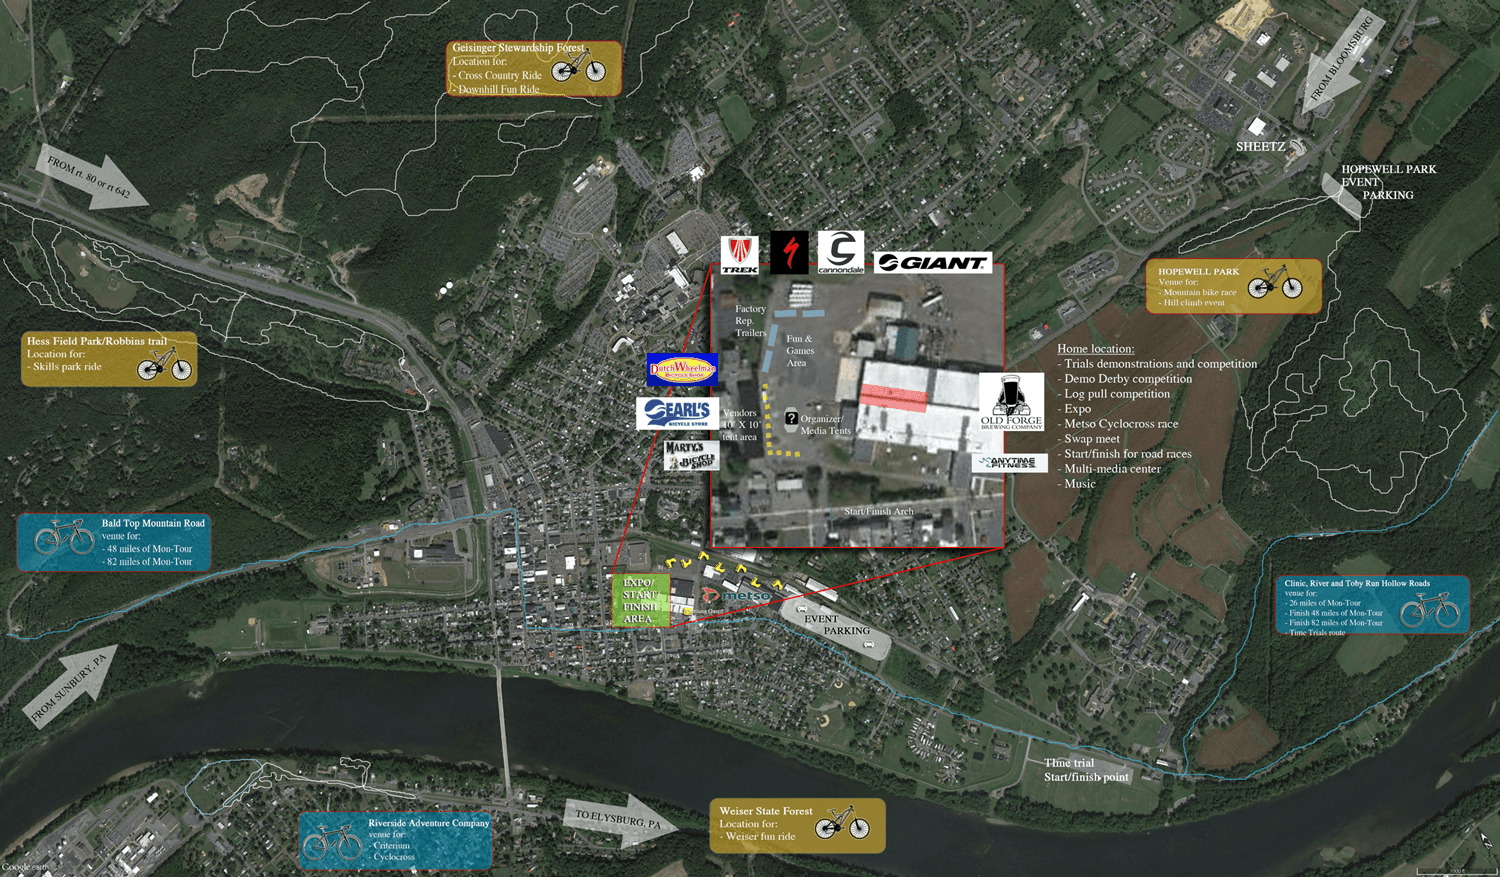 Geisinger Stewardship Forest
Location for:
- Cross Country Ride
- Downhill Fun Ride
FROM BLOOMSBURG
SHEETZ
HOPEWELL PARK
EVENT
PARKING
FROM rt. 80 or rt 642
HOPEWELL PARK
Venue for:
- Mountain bike race
- Hill climb event
TREK
cannondale
GIANT
Factory
Rep.
Trailers
Fun &
Games
Area
Hess Field Park/Robbins trail
Location for:
- Skills park ride
DutchWheelman
BICYCLE SHOP
EARL'S
BICYCLE STORE
MARTY'S
BICYCLE
SHOP
Vendors
10' X 10'
tent area
?
Organizer/
Media Tents
Start/Finish Arch
OLD FORGE
BREWING COMPANY
ANYTIME
FITNESS
Home location:
- Trials demonstrations and competition
- Demo Derby competition
- Log pull competition
- Expo
- Metso Cyclocross race
- Swap meet
- Start/finish for road races
- Multi-media center
- Music
Bald Top Mountain Road
venue for:
- 48 miles of Mon-Tour
- 82 miles of Mon-Tour
EXPO/
START/
FINISH
AREA
metso
EVENT
PARKING
Clinic, River and Toby Run Hollow Roads
venue for:
- 26 miles of Mon-Tour
- Finish 48 miles of Mon-Tour
- Finish 82 miles of Mon-Tour
- Time Trials route
FROM SUNBURY, PA
TIme trial
Start/finish point
Riverside Adventure Company
venue for:
- Criterium
- Cyclocross
TO ELYSBURG, PA
Weiser State Forest
Location for:
- Weiser fun ride
Google earth